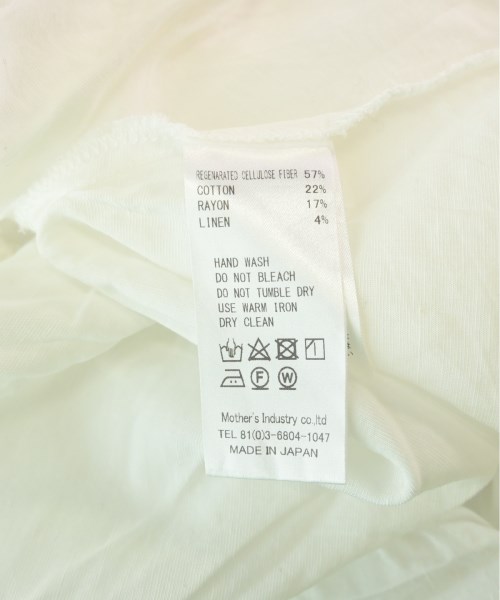 REGENARATED CELLULOSE FIBER 57%
COTTON 22%
RAYON 17%
LINEN 4%
HAND WASH
DO NOT BLEACH
DO NOT TUMBLE DRY
USE WARM IRON
DRY CLEAN
F W
Mother's Industry co.,ltd
TEL 81(0)3-6804-1047
MADE IN JAPAN